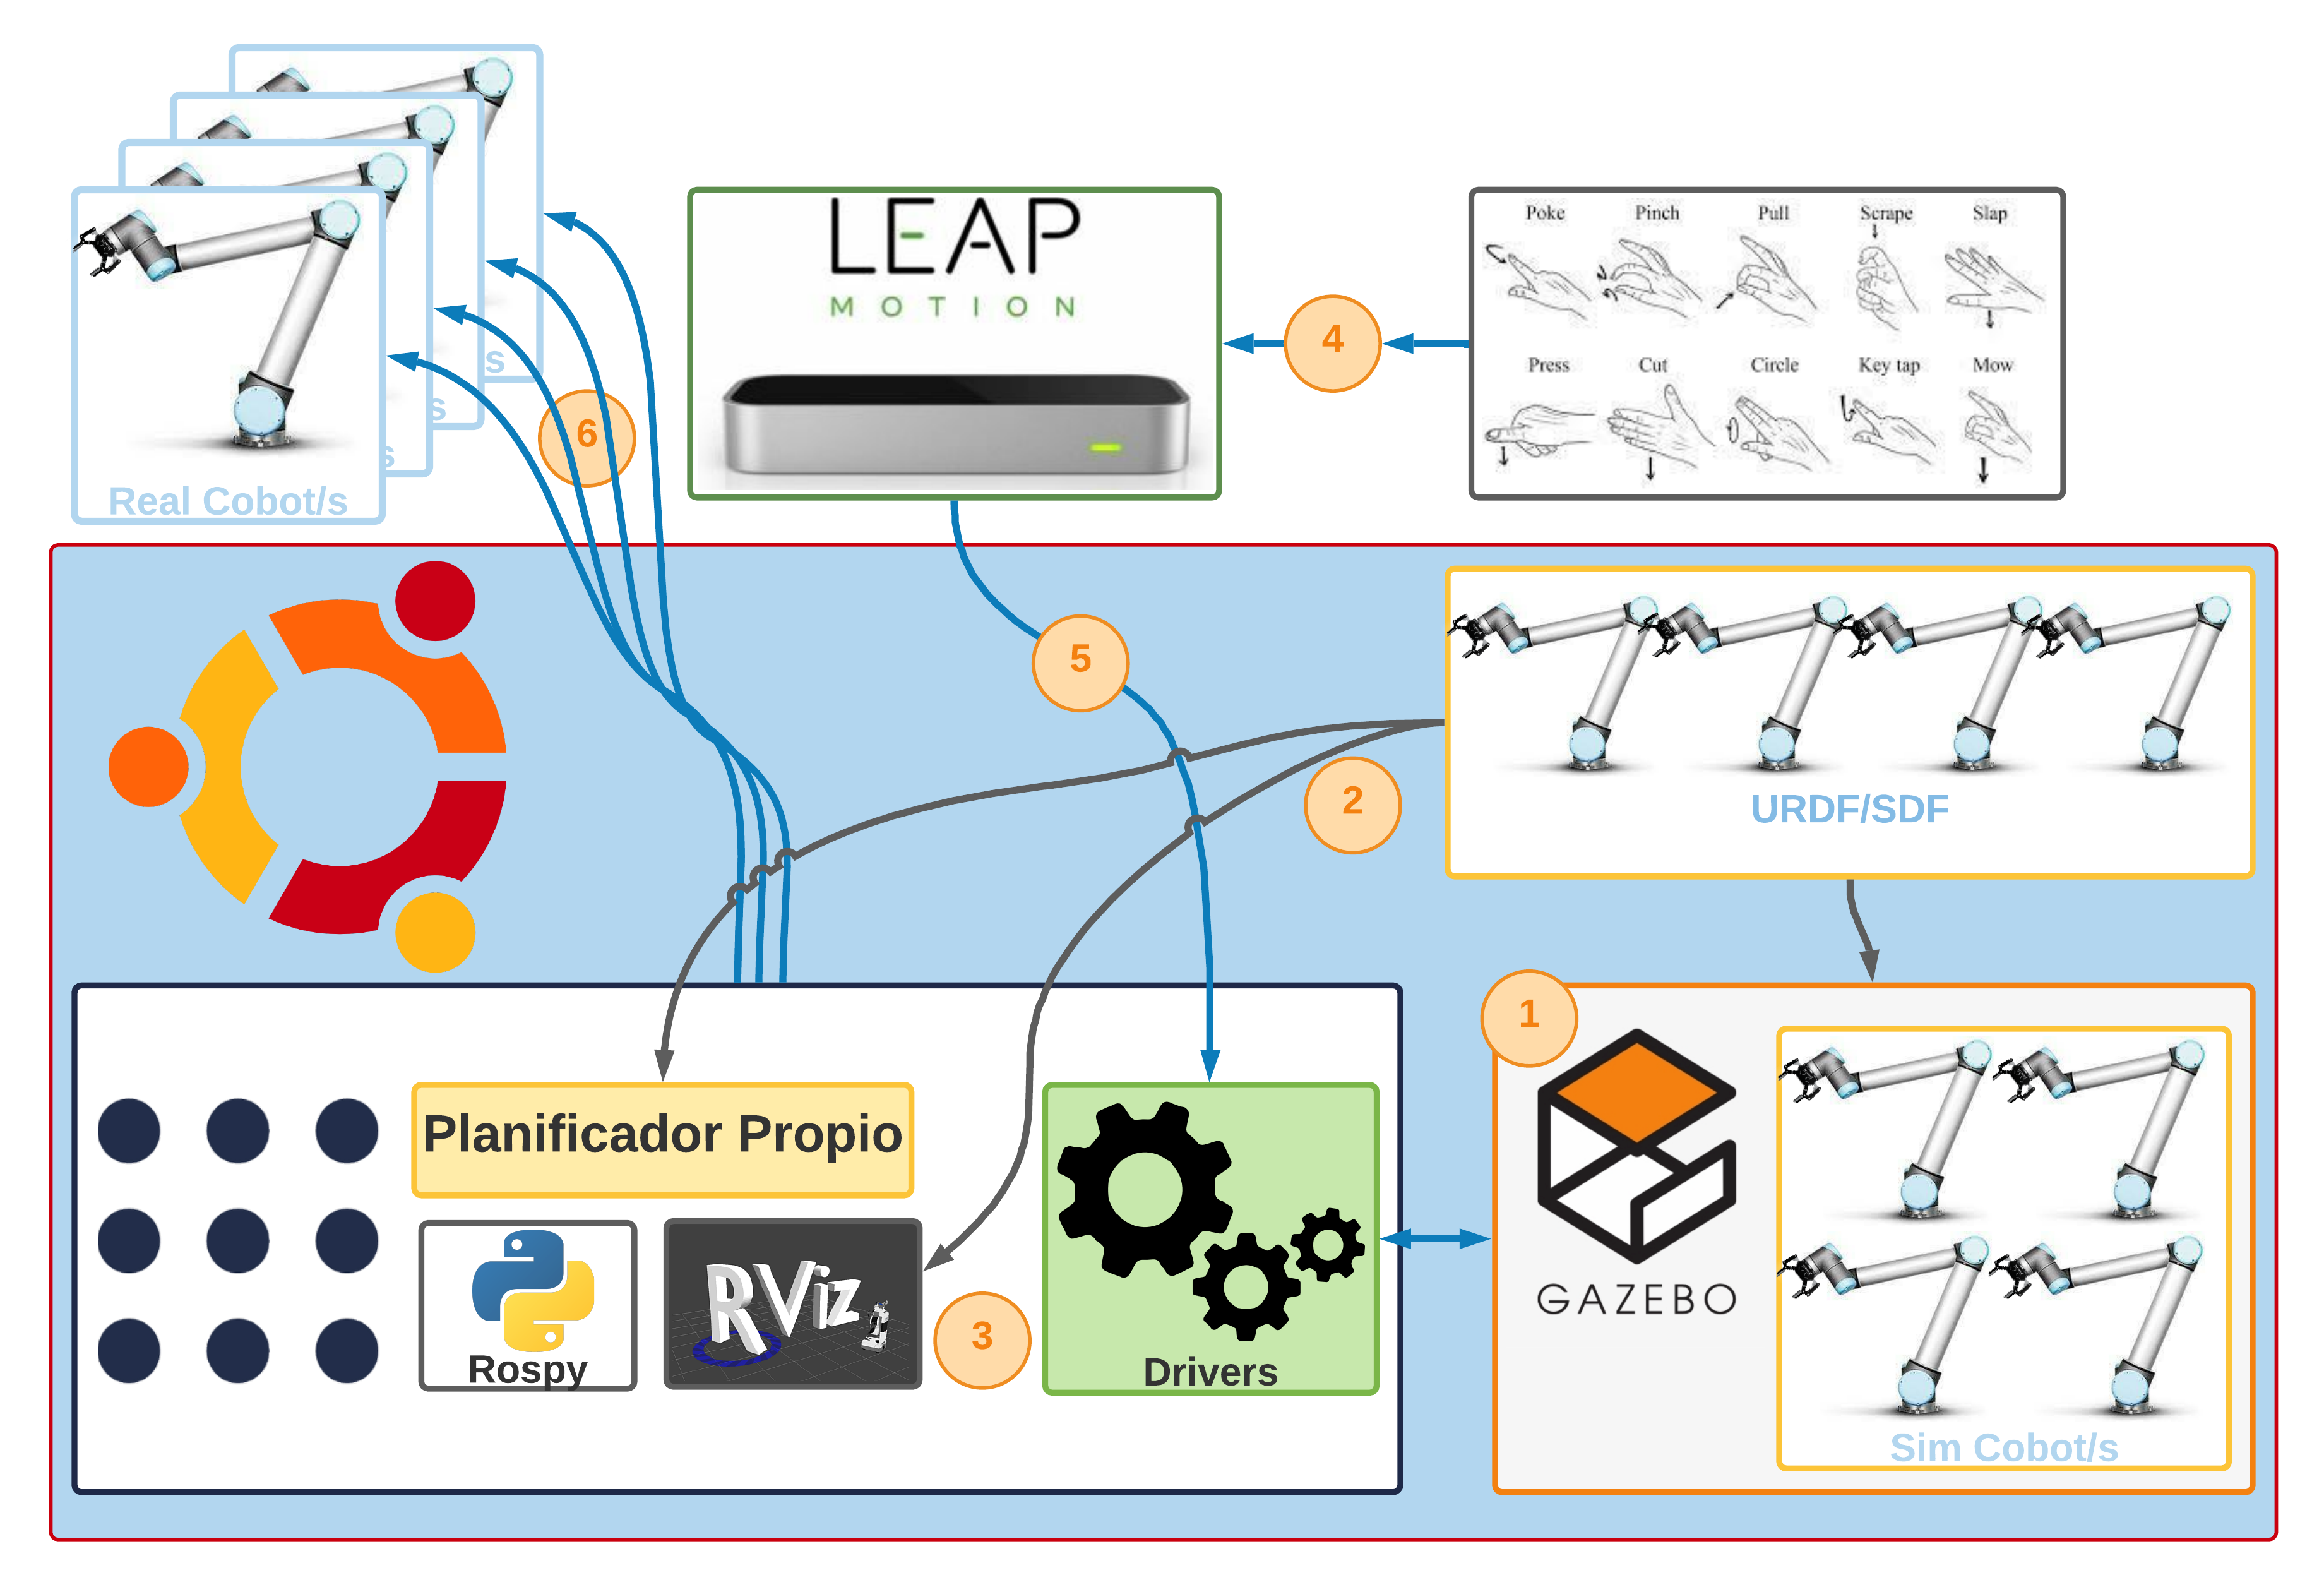 LEAP
MOTION
Poke Pinch Pull Scrape Slap
Press Cut Circle Key tap Mow
4
s
s
s
6
Real Cobot/s
5
2
URDF/SDF
1
Planificador Propio
Rospy
RViz
3
Drivers
GAZEBO
Sim Cobot/s